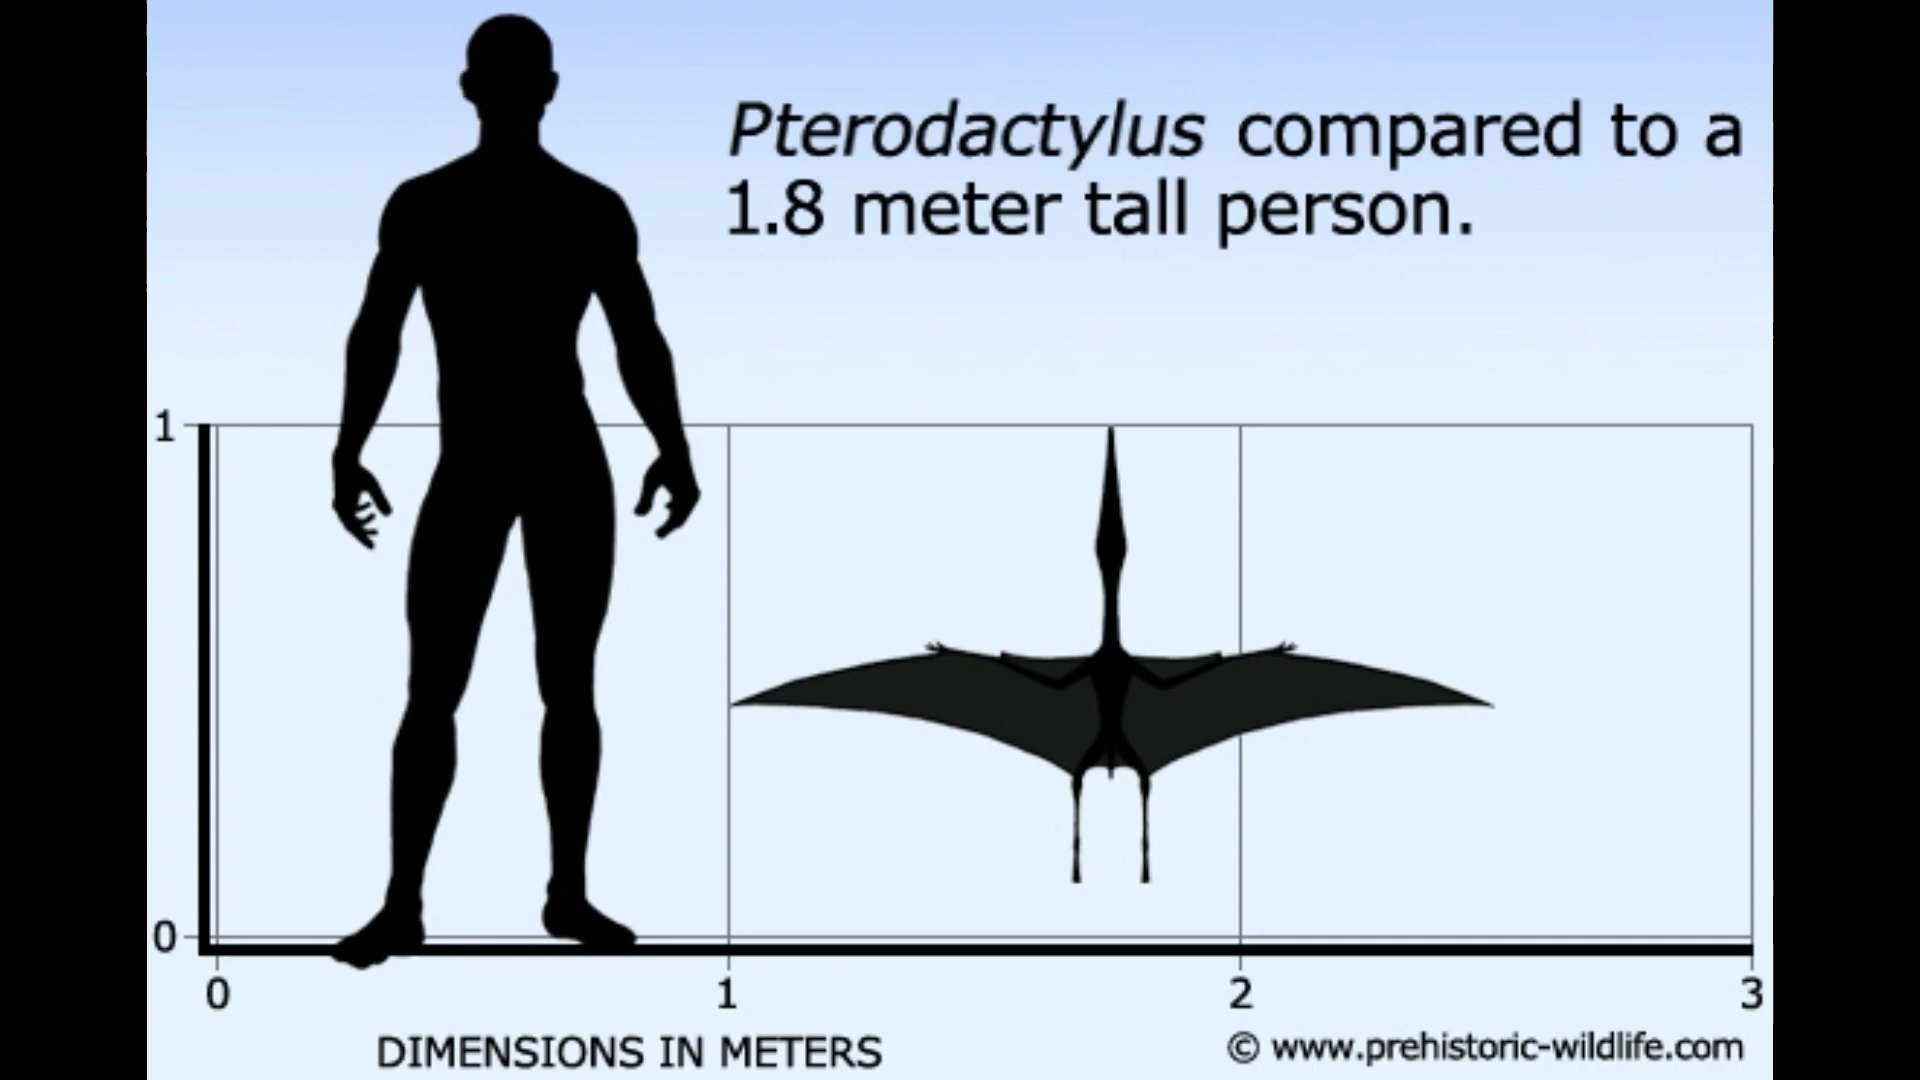 Pterodactylus compared to a
1.8 meter tall person.
1
0
0 1 2 3
DIMENSIONS IN METERS
© www.prehistoric-wildlife.com